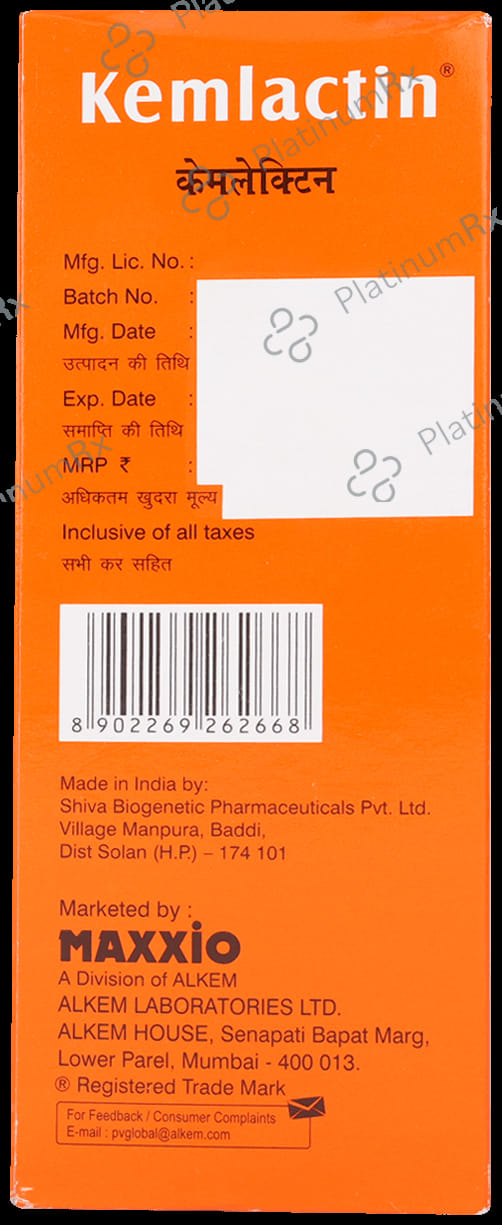 Kemlactin®
केमलेक्टिन
Mfg. Lic. No. :
Batch No. :
Mfg. Date :
उत्पादन की तिथि
Exp. Date :
समाप्ति की तिथि
MRP ₹ :
अधिकतम खुदरा मूल्य
Inclusive of all taxes
सभी कर सहित
8 902269 262668
Made in India by:
Shiva Biogenetic Pharmaceuticals Pvt. Ltd.
Village Manpura, Baddi,
Dist Solan (H.P.) – 174 101
Marketed by :
MAXXiO
A Division of ALKEM
ALKEM LABORATORIES LTD.
ALKEM HOUSE, Senapati Bapat Marg,
Lower Parel, Mumbai - 400 013.
® Registered Trade Mark
For Feedback / Consumer Complaints
E-mail : pvglobal@alkem.com
PlatinumRx
PlatinumRx